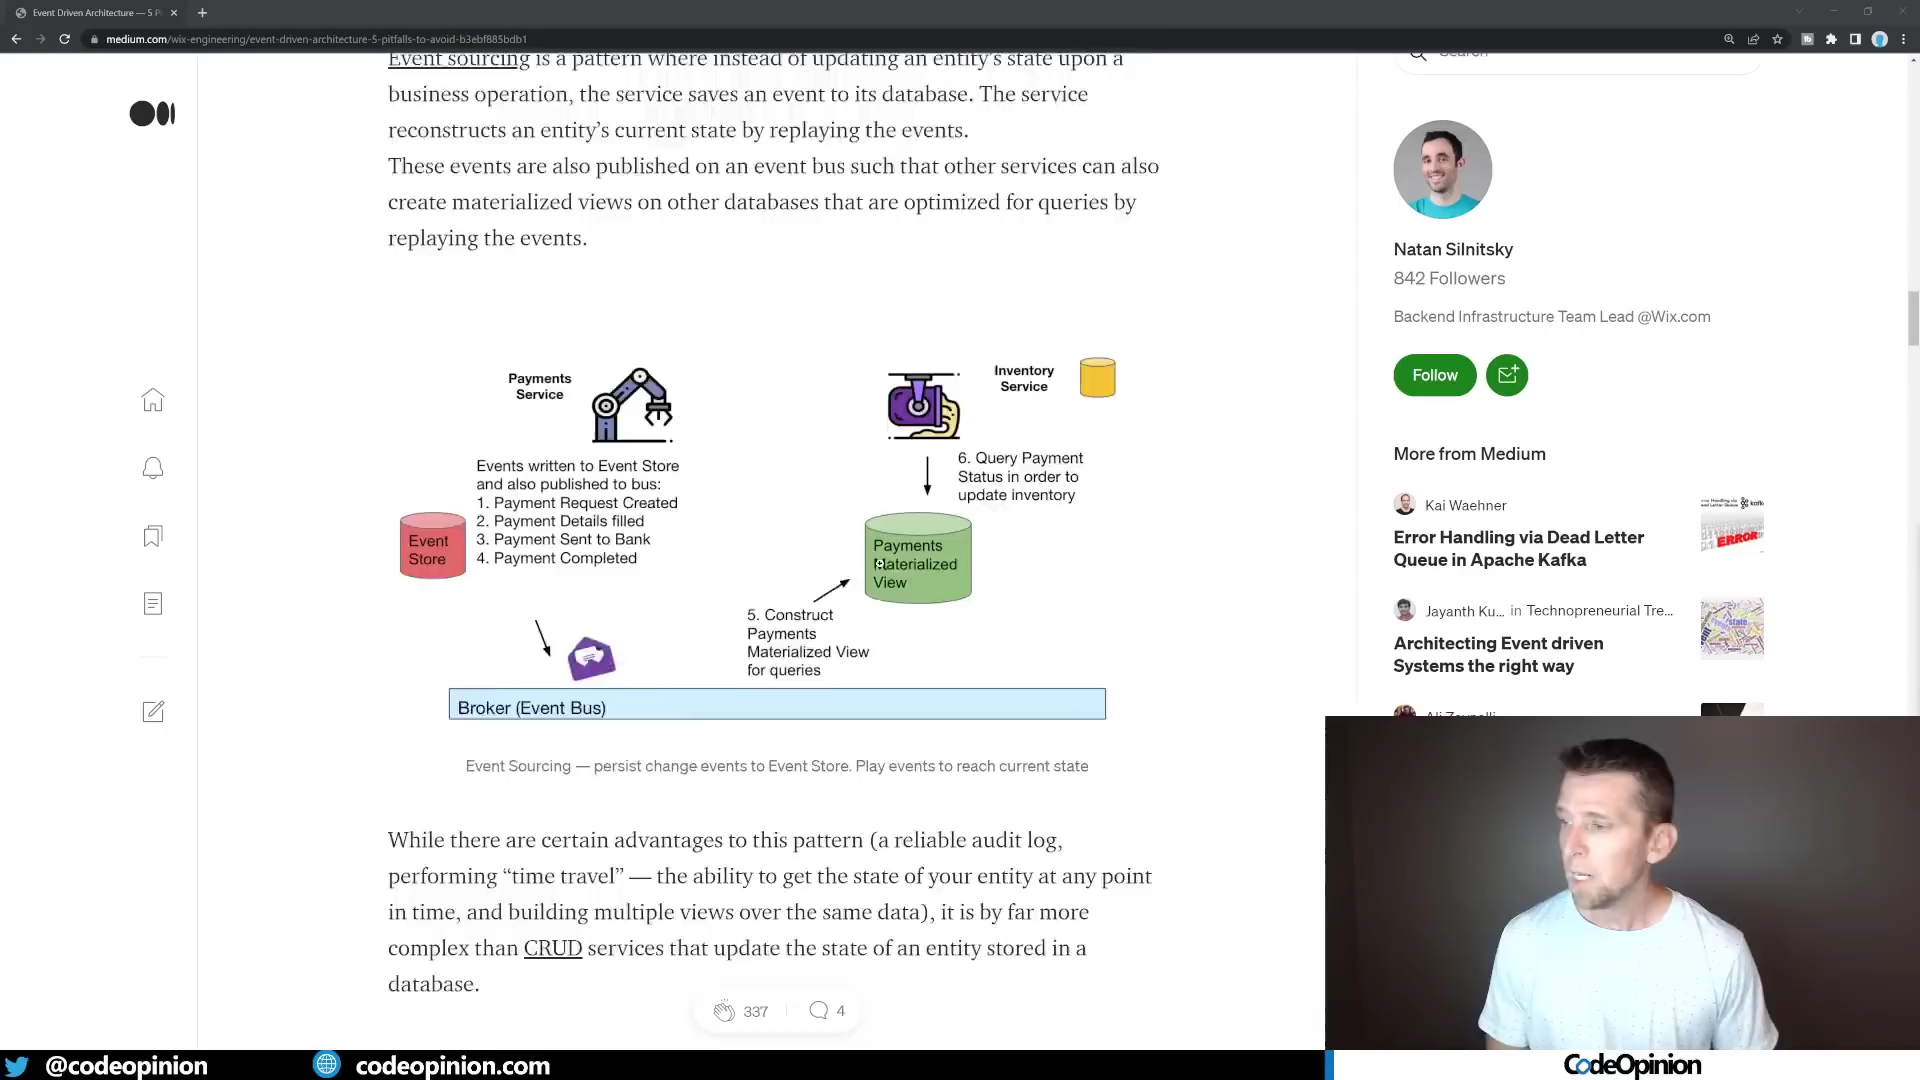 Event Driven Architecture — 5 Pi
medium.com/wix-engineering/event-driven-architecture-5-pitfalls-to-avoid-b3ebf885bdb1
Event sourcing is a pattern where instead of updating an entity’s state upon a
business operation, the service saves an event to its database. The service
reconstructs an entity’s current state by replaying the events.
These events are also published on an event bus such that other services can also
create materialized views on other databases that are optimized for queries by
replaying the events.
Payments
Service
Events written to Event Store
and also published to bus:
1. Payment Request Created
2. Payment Details filled
3. Payment Sent to Bank
4. Payment Completed
Event
Store
Inventory
Service
6. Query Payment
Status in order to
update inventory
Payments
Materialized
View
5. Construct
Payments
Materialized View
for queries
Broker (Event Bus)
Event Sourcing — persist change events to Event Store. Play events to reach current state
While there are certain advantages to this pattern (a reliable audit log,
performing “time travel” — the ability to get the state of your entity at any point
in time, and building multiple views over the same data), it is by far more
complex than CRUD services that update the state of an entity stored in a
database.
337
4
Search
Natan Silnitsky
842 Followers
Backend Infrastructure Team Lead @Wix.com
Follow
More from Medium
Kai Waehner
Error Handling via Dead Letter
Queue in Apache Kafka
ERROR
Jayanth Ku... in Technopreneurial Tre...
Architecting Event driven
Systems the right way
@codeopinion
codeopinion.com
CodeOpinion